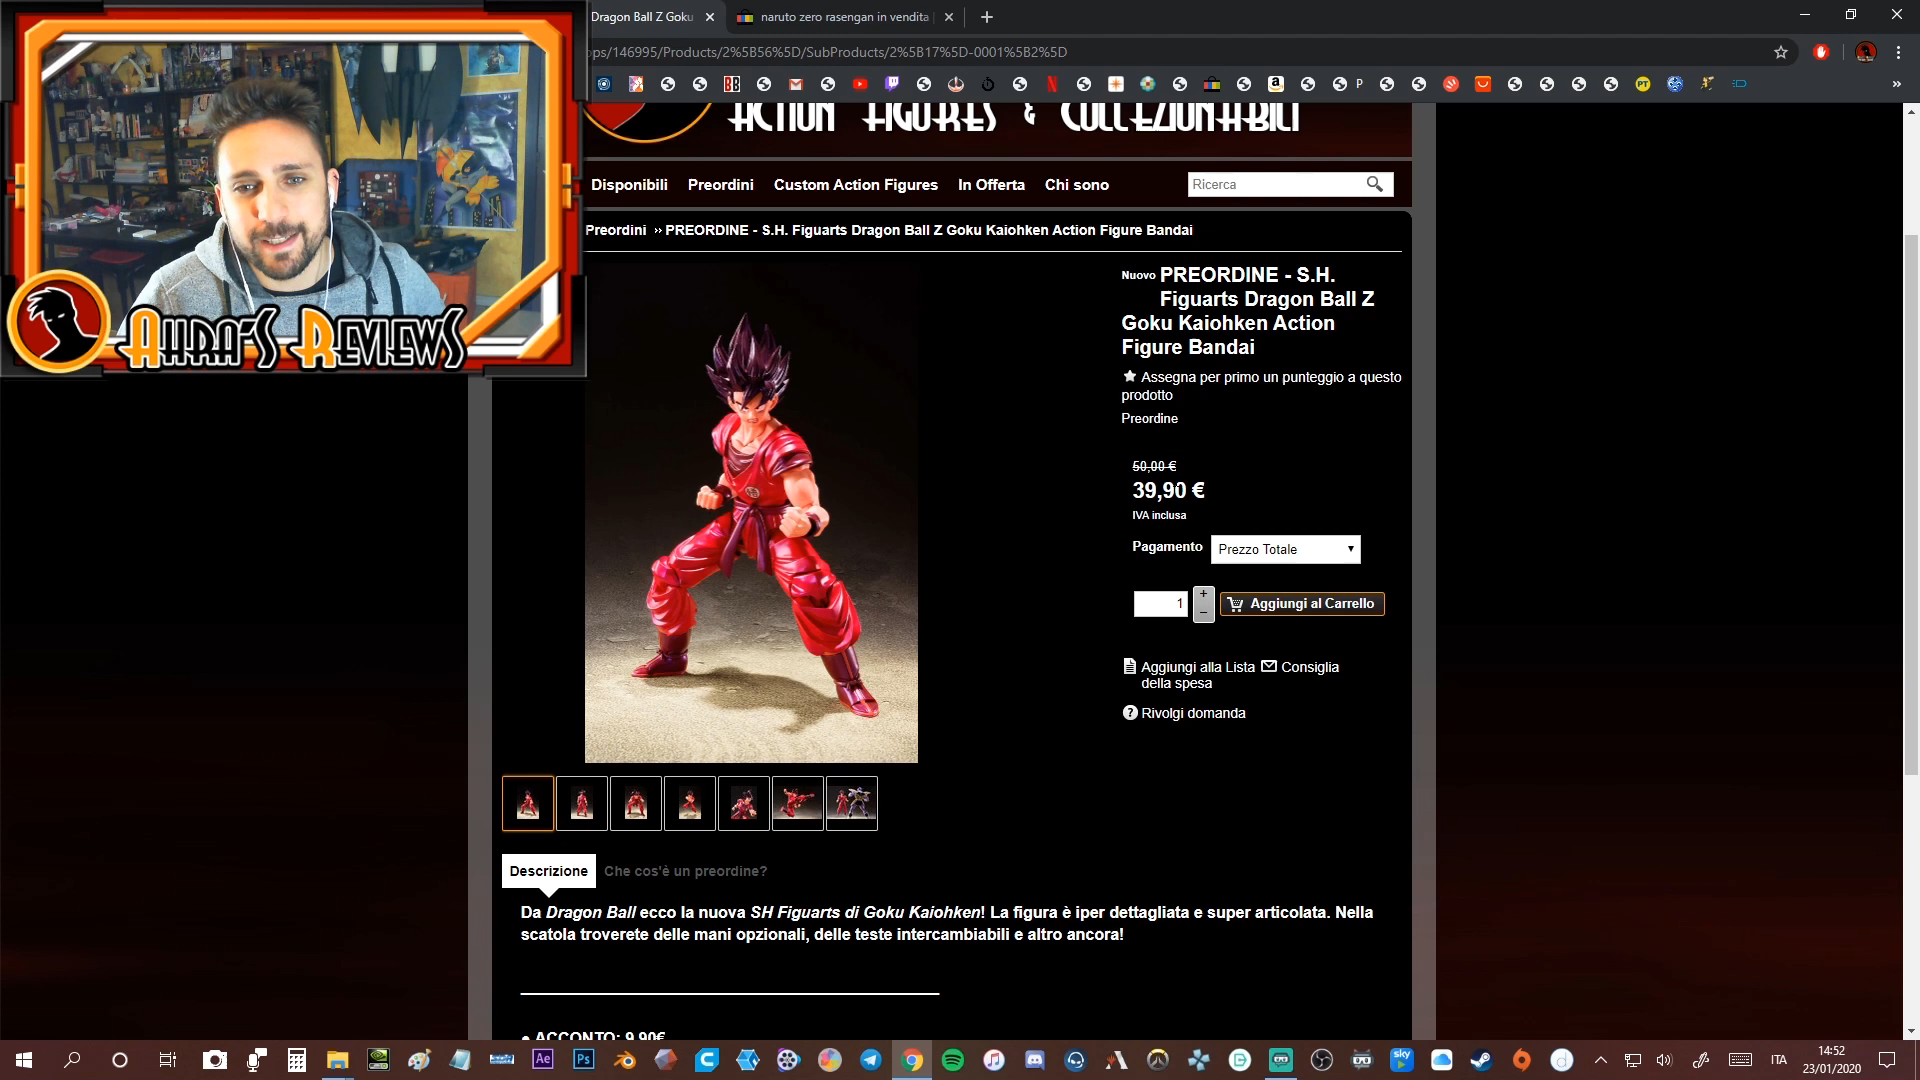 Dragon Ball Z Goku
naruto zero rasengan in vendita
ops/146995/Products/2%5B56%5D/SubProducts/2%5B17%5D-0001%5B2%5D
ACTION FIGURES & COLLEZIONABILI
Disponibili
Preordini
Custom Action Figures
In Offerta
Chi sono
Ricerca
Preordini » PREORDINE - S.H. Figuarts Dragon Ball Z Goku Kaiohken Action Figure Bandai
AHRA'S REVIEWS
Nuovo PREORDINE - S.H.
Figuarts Dragon Ball Z
Goku Kaiohken Action
Figure Bandai
Assegna per primo un punteggio a questo
prodotto
Preordine
50,00 €
39,90 €
IVA inclusa
Pagamento
Prezzo Totale
1
+
−
Aggiungi al Carrello
Aggiungi alla Lista
della spesa
Consiglia
Rivolgi domanda
Descrizione
Che cos'è un preordine?
Da Dragon Ball ecco la nuova SH Figuarts di Goku Kaiohken! La figura è iper dettagliata e super articolata. Nella
scatola troverete delle mani opzionali, delle teste intercambiabili e altro ancora!
• ACCONTO: 9,90€
Ae
Ps
sky
ITA
14:52
23/01/2020